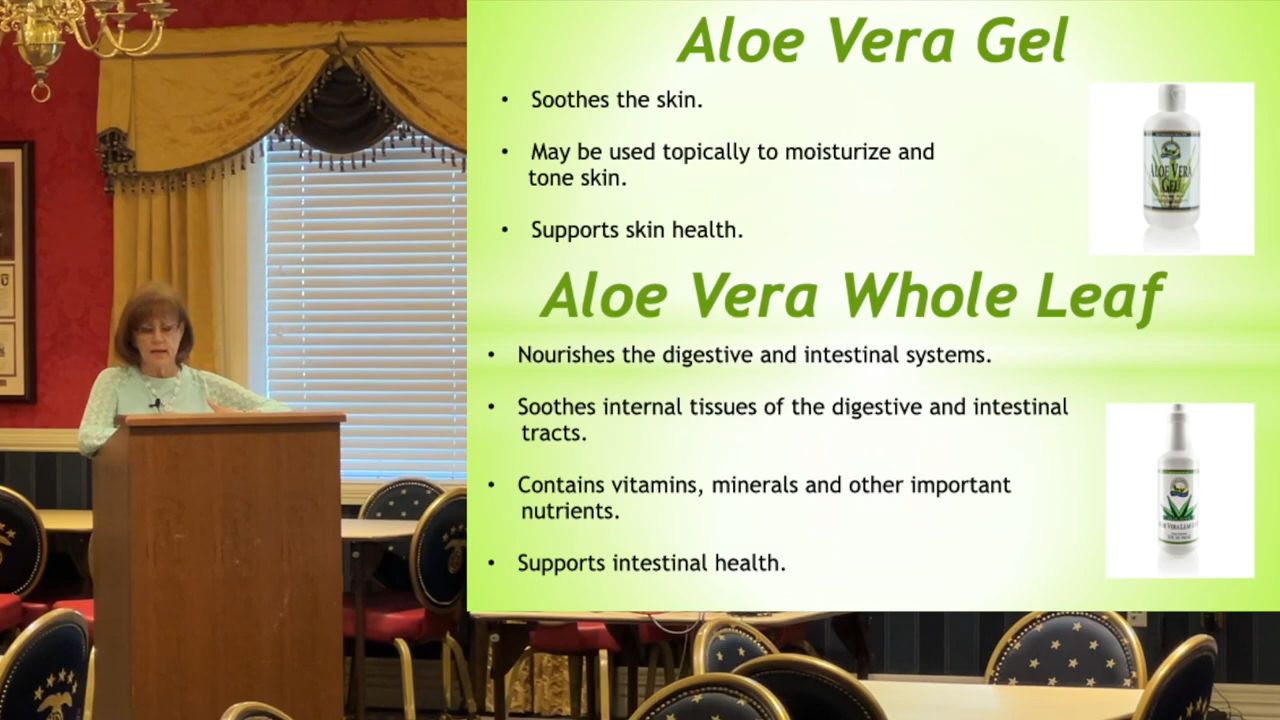 Aloe Vera Gel
• Soothes the skin.
• May be used topically to moisturize and
tone skin.
• Supports skin health.
ALOE VERA
GEL
Aloe Vera Whole Leaf
• Nourishes the digestive and intestinal systems.
• Soothes internal tissues of the digestive and intestinal
tracts.
• Contains vitamins, minerals and other important
nutrients.
• Supports intestinal health.